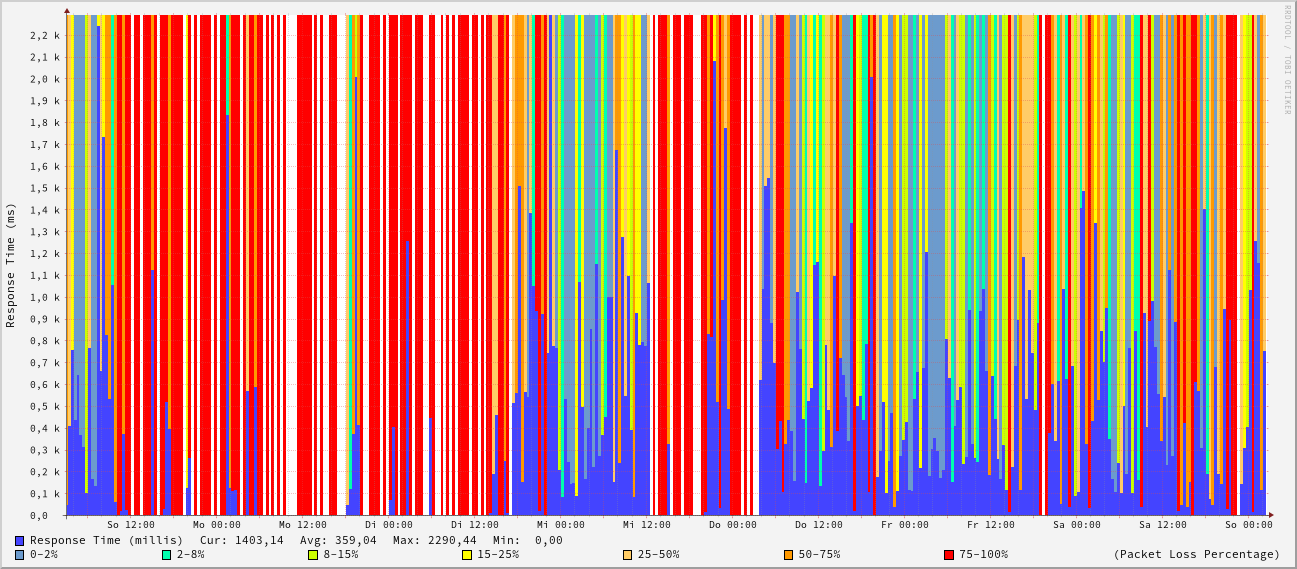 RRDTOOL / TOBI OETIKER
Response Time (ms)
2,2 k
2,1 k
2,0 k
1,9 k
1,8 k
1,7 k
1,6 k
1,5 k
1,4 k
1,3 k
1,2 k
1,1 k
1,0 k
0,9 k
0,8 k
0,7 k
0,6 k
0,5 k
0,4 k
0,3 k
0,2 k
0,1 k
0,0
So 12:00 Mo 00:00 Mo 12:00 Di 00:00 Di 12:00 Mi 00:00 Mi 12:00 Do 00:00 Do 12:00 Fr 00:00 Fr 12:00 Sa 00:00 Sa 12:00 So 00:00
Response Time (millis) Cur: 1403,14 Avg: 359,04 Max: 2290,44 Min: 0,00
0-2% 2-8% 8-15% 15-25% 25-50% 50-75% 75-100% (Packet Loss Percentage)